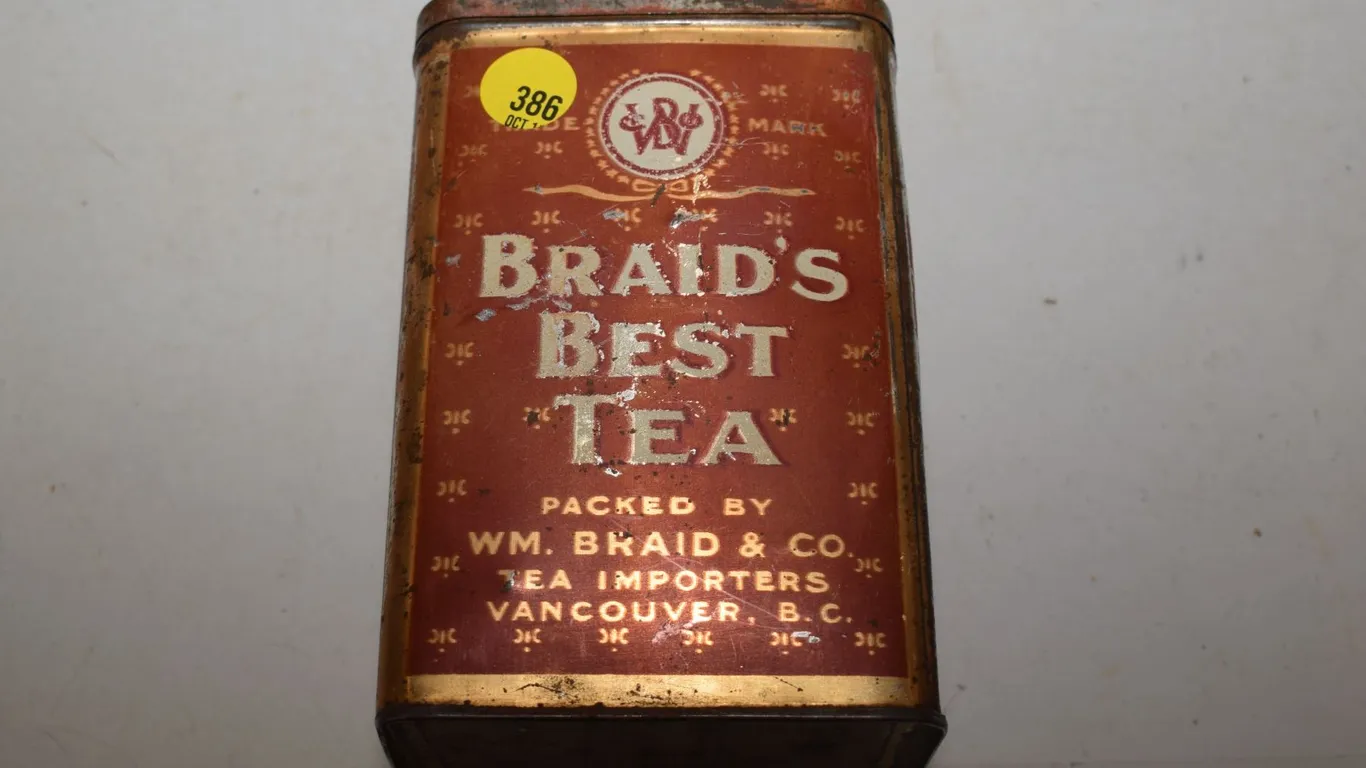 386
OCT
TRADE MARK
BRAID'S
BEST
TEA
PACKED BY
WM. BRAID & CO.
TEA IMPORTERS
VANCOUVER, B.C.